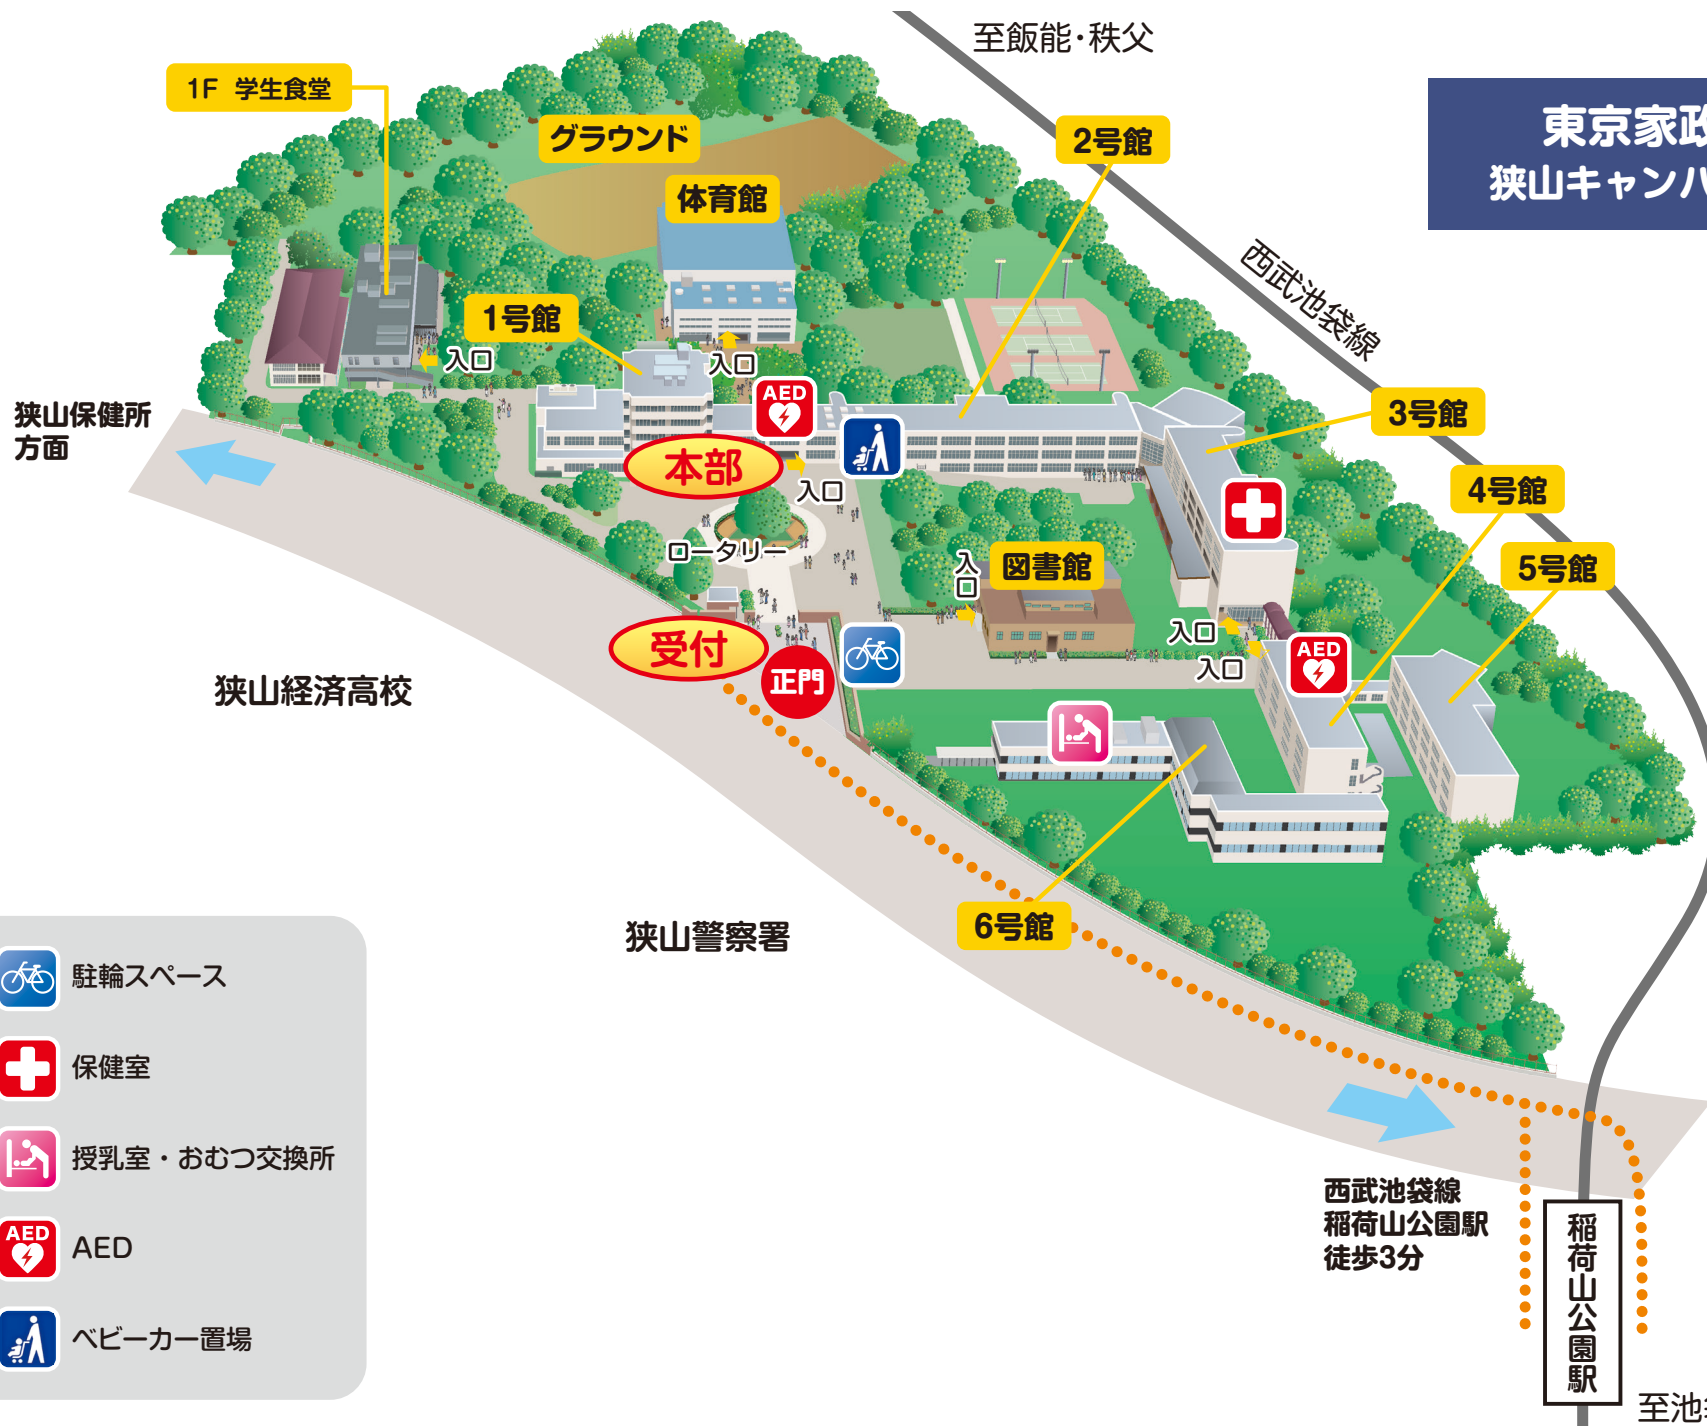 至飯能・秩父
1F 学生食堂
グラウンド
2号館
東京家政
狭山キャン
体育館
西武池袋線
1号館
入口
入口
AED
3号館
狭山保健所
方面
本部
入口
4号館
ロータリー
入口
図書館
5号館
受付
正門
入口
入口
AED
狭山経済高校
6号館
狭山警察署
駐輪スペース
保健室
授乳室・おむつ交換所
AED
AED
ベビーカー置場
西武池袋線
稲荷山公園駅
徒歩3分
稲荷山公園駅
至池